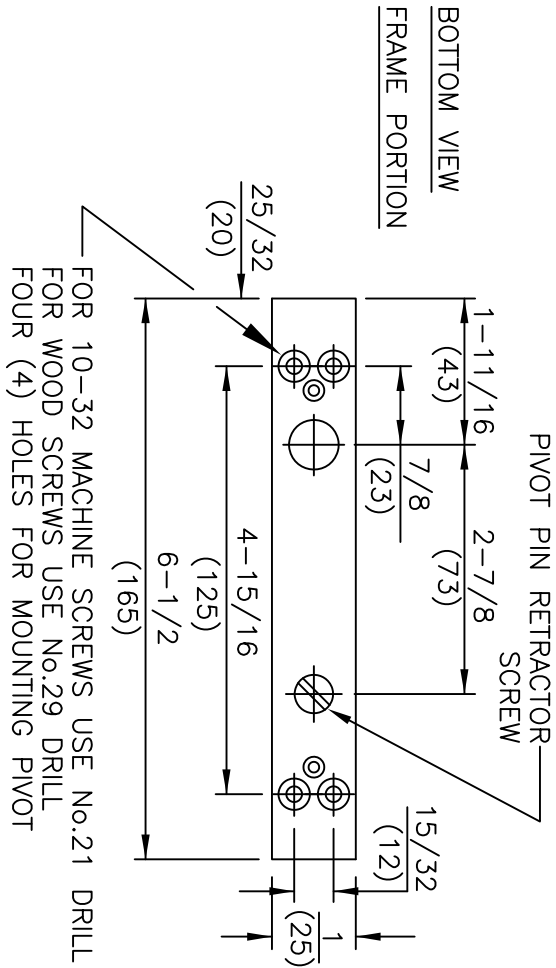 BOTTOM VIEW
FRAME PORTION
PIVOT PIN RETRACTOR
SCREW
1-11/16
(43)
2-7/8
(73)
7/8
(23)
25/32
(20)
15/32
(12)
1
(25)
4-15/16
(125)
6-1/2
(165)
FOR 10-32 MACHINE SCREWS USE No.21 DRILL
FOR WOOD SCREWS USE No.29 DRILL
FOUR (4) HOLES FOR MOUNTING PIVOT